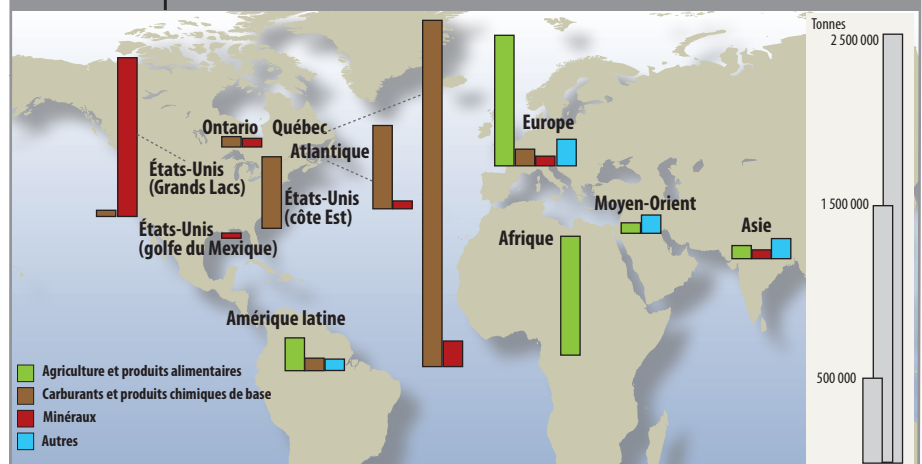 Tonnes
2 500 000
1 500 000
500 000
Ontario
Québec
Atlantique
États-Unis
(Grands Lacs)
États-Unis
(côte Est)
États-Unis
(golfe du Mexique)
Europe
Moyen-Orient
Asie
Afrique
Amérique latine
Agriculture et produits alimentaires
Carburants et produits chimiques de base
Minéraux
Autres